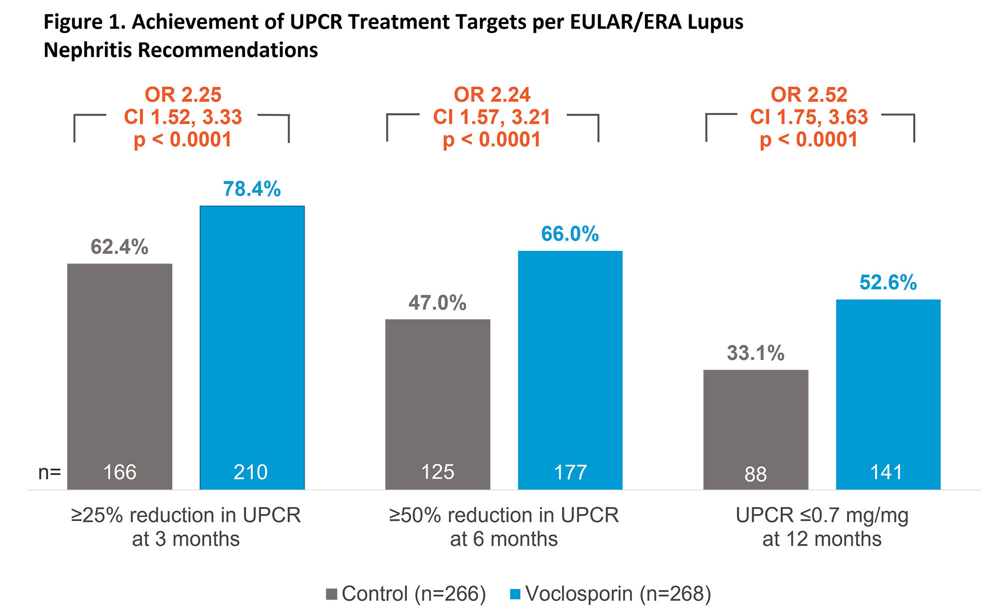 Figure 1. Achievement of UPCR Treatment Targets per EULAR/ERA Lupus
Nephritis Recommendations
OR 2.25
CI 1.52, 3.33
p < 0.0001
OR 2.24
CI 1.57, 3.21
p < 0.0001
OR 2.52
CI 1.75, 3.63
p < 0.0001
62.4%
78.4%
47.0%
66.0%
33.1%
52.6%
n= 166 210 125 177 88 141
≥25% reduction in UPCR
at 3 months
≥50% reduction in UPCR
at 6 months
UPCR ≤0.7 mg/mg
at 12 months
Control (n=266) Voclosporin (n=268)